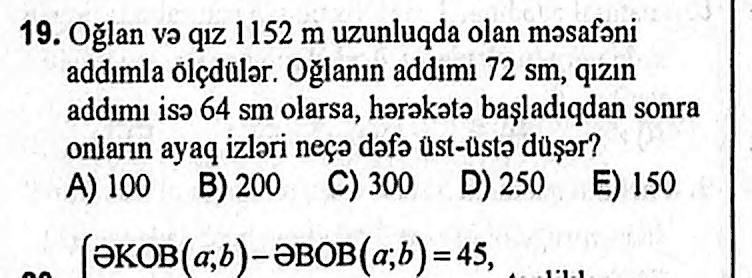 19. Oğlan və qız 1152 m uzunluqda olan məsafəni
addımla ölçdülər. Oğlanın addımı 72 sm, qızın
addımı isə 64 sm olarsa, hərəkətə başladıqdan sonra
onların ayaq izləri neçə dəfə üst-üstə düşər?
A) 100 B) 200 C) 300 D) 250 E) 150
ƏKOB(a;b)-ƏBOB(a;b)=45,